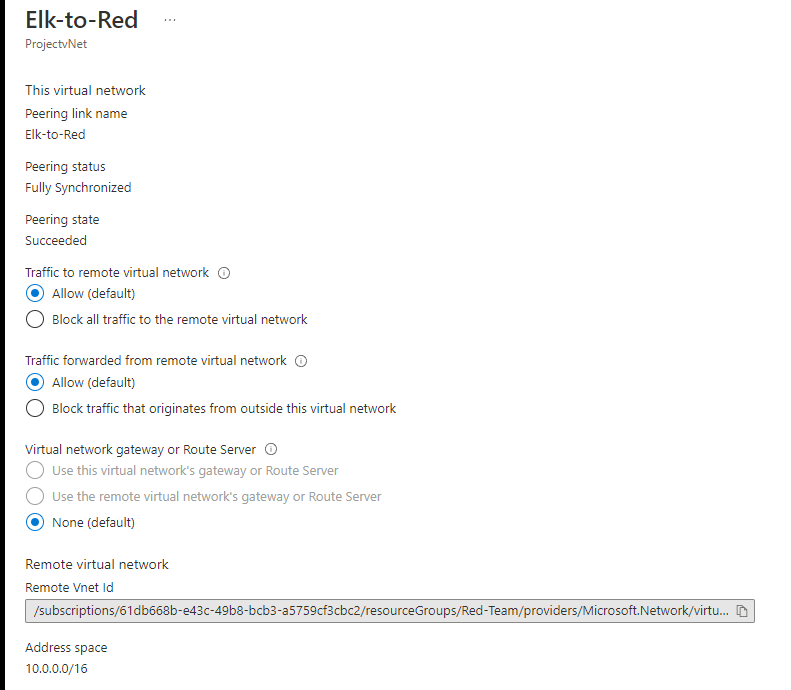 Elk-to-Red ...
ProjectvNet
This virtual network
Peering link name
Elk-to-Red
Peering status
Fully Synchronized
Peering state
Succeeded
Traffic to remote virtual network
Allow (default)
Block all traffic to the remote virtual network
Traffic forwarded from remote virtual network
Allow (default)
Block traffic that originates from outside this virtual network
Virtual network gateway or Route Server
Use this virtual network's gateway or Route Server
Use the remote virtual network's gateway or Route Server
None (default)
Remote virtual network
Remote Vnet Id
/subscriptions/61db668b-e43c-49b8-bcb3-a5759cf3cbc2/resourceGroups/Red-Team/providers/Microsoft.Network/virtu...
Address space
10.0.0.0/16